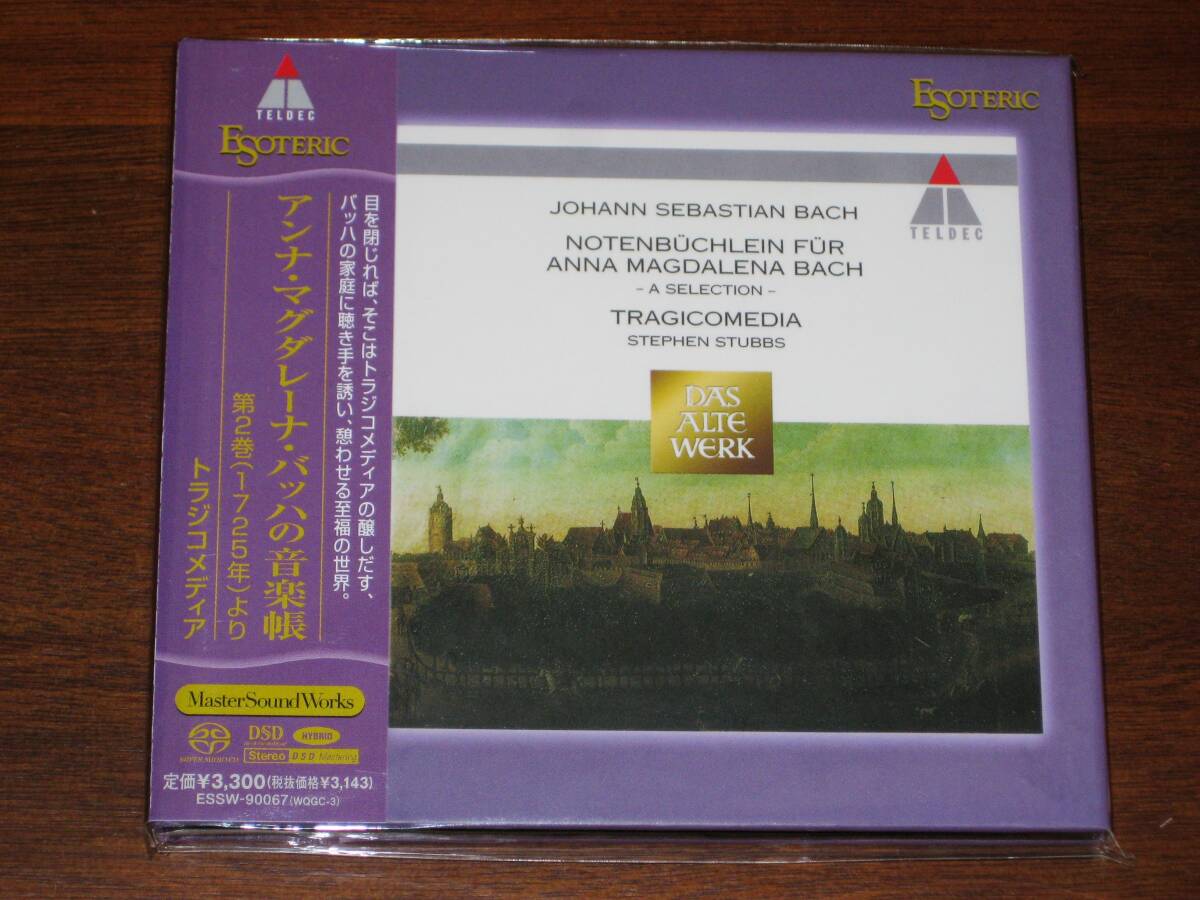 TELDEC
ESOTERIC
目を閉じれば、そこはトラジコメディアの醸しだす、
バッハの家庭に聴き手を誘い、憩わせる至福の世界。
アンナ・マグダレーナ・バッハの音楽帳
第2巻(1725年)より
トラジコメディア
MasterSoundWorks
SUPER AUDIO CD
DSD
HYBRID
Stereo
DSD Mastering
定価¥3,300(税抜価格¥3,143)
ESSW-90067(WQGC-3)
ESOTERIC
TELDEC
JOHANN SEBASTIAN BACH
NOTENBÜCHLEIN FÜR
ANNA MAGDALENA BACH
– A SELECTION –
TRAGICOMEDIA
STEPHEN STUBBS
DAS
ALTE
WERK